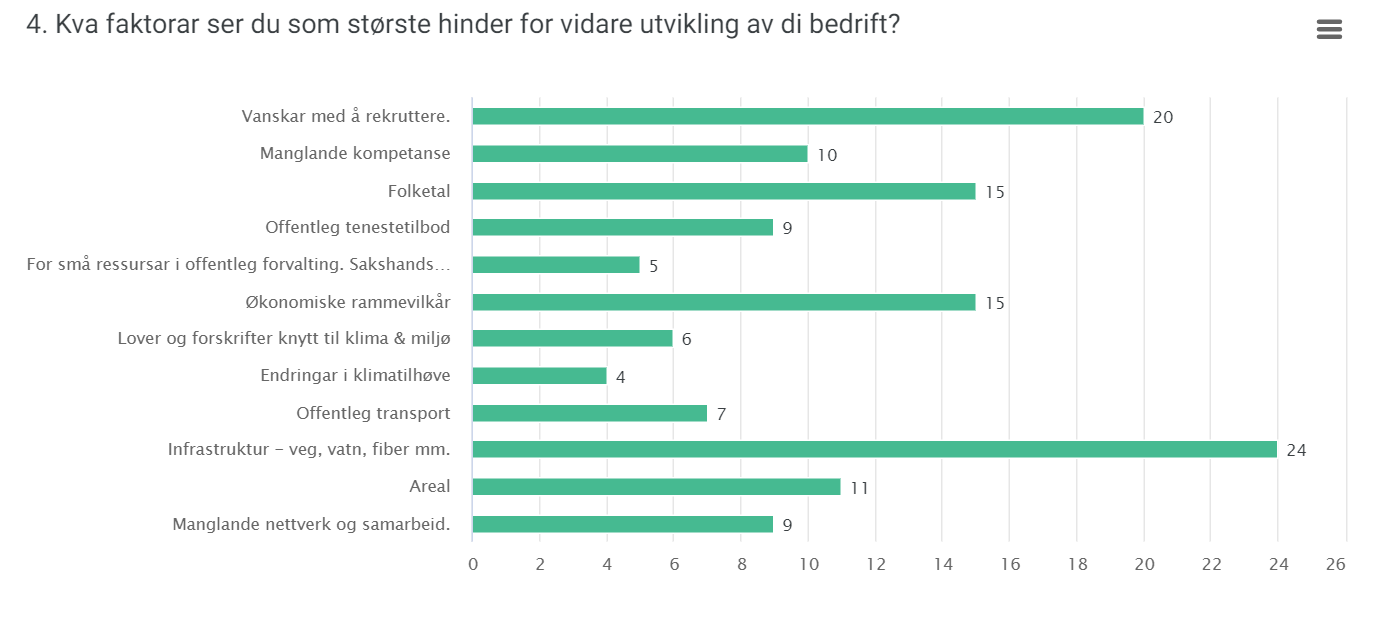 4. Kva faktorar ser du som største hinder for vidare utvikling av di bedrift?
Vanskar med å rekruttere. 20
Manglande kompetanse 10
Folketal 15
Offentleg tenestetilbod 9
For små ressursar i offentleg forvalting. Sakshands... 5
Økonomiske rammevilkår 15
Lover og forskrifter knytt til klima & miljø 6
Endringar i klimatilhøve 4
Offentleg transport 7
Infrastruktur – veg, vatn, fiber mm. 24
Areal 11
Manglande nettverk og samarbeid. 9
0 2 4 6 8 10 12 14 16 18 20 22 24 26